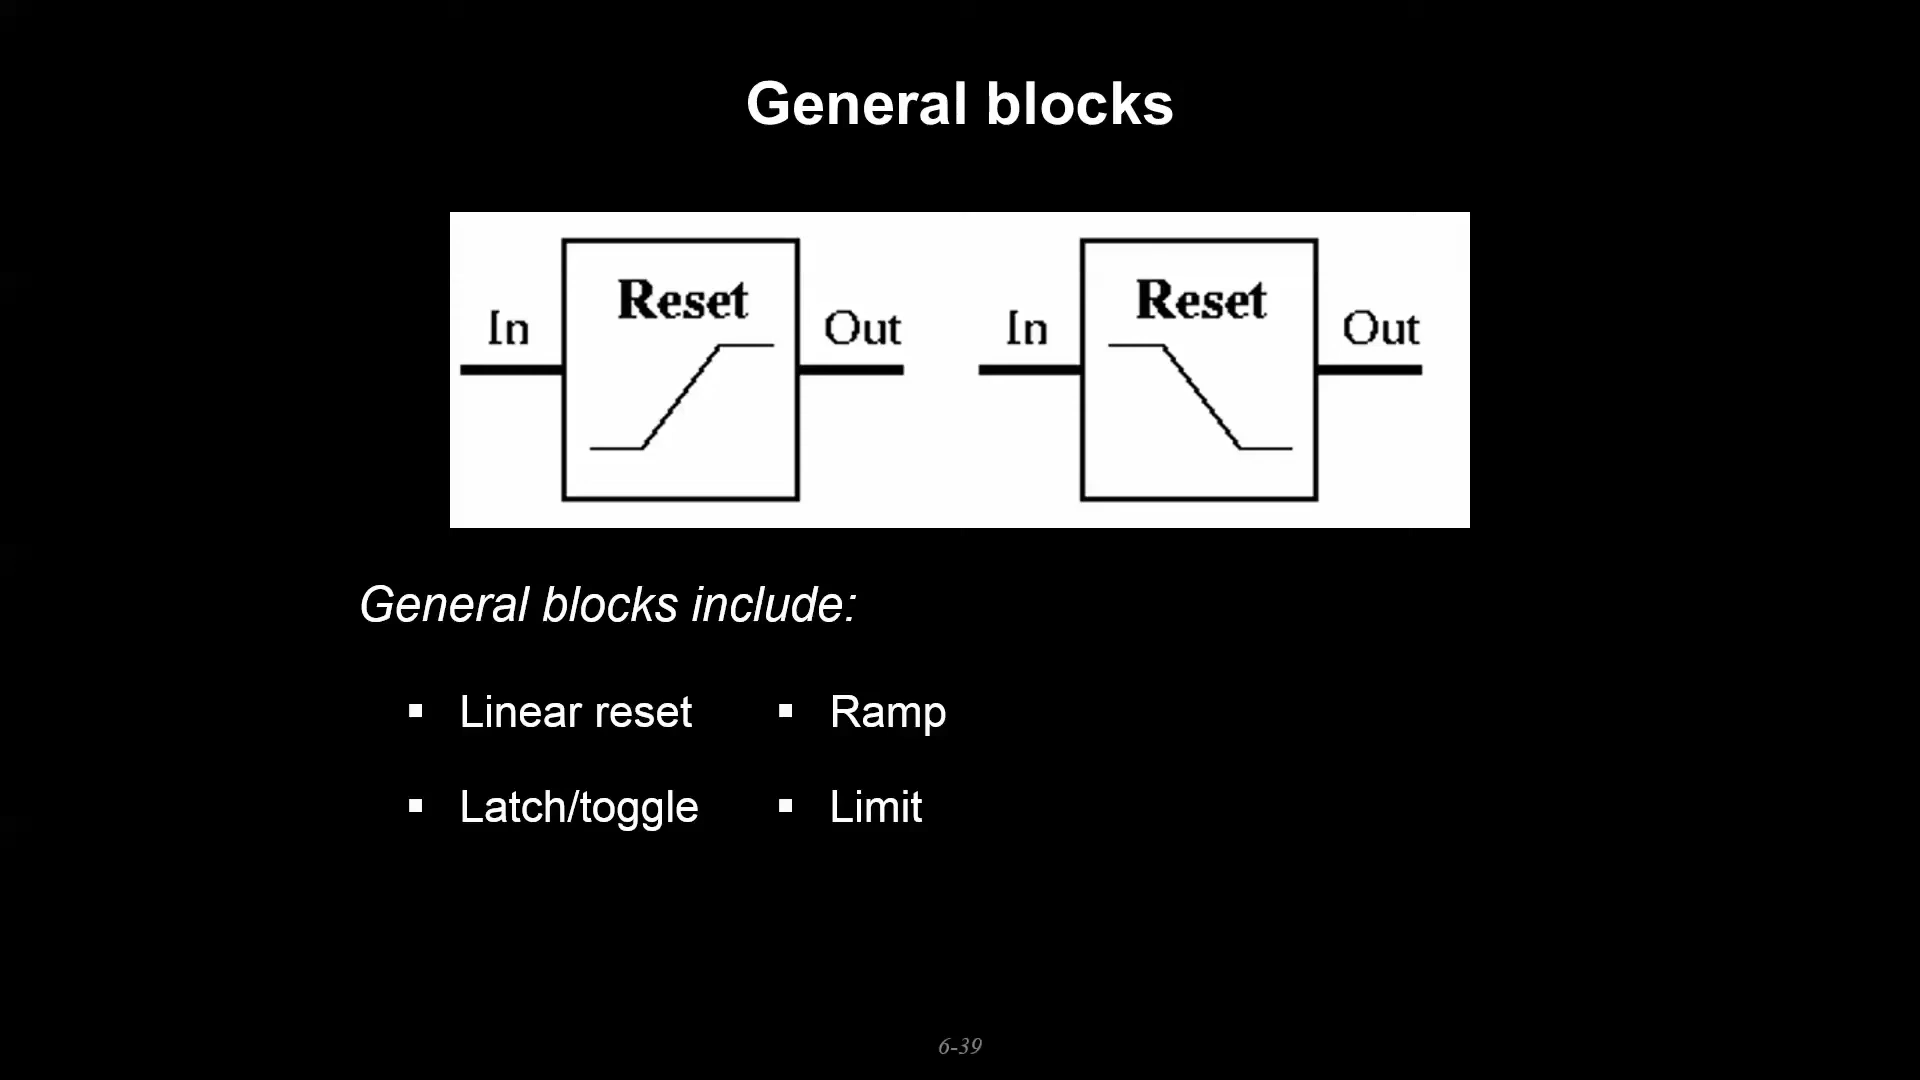 General blocks
Reset
In
Out
Reset
In
Out
General blocks include:
▪ Linear reset
▪ Ramp
▪ Latch/toggle
▪ Limit
6-39